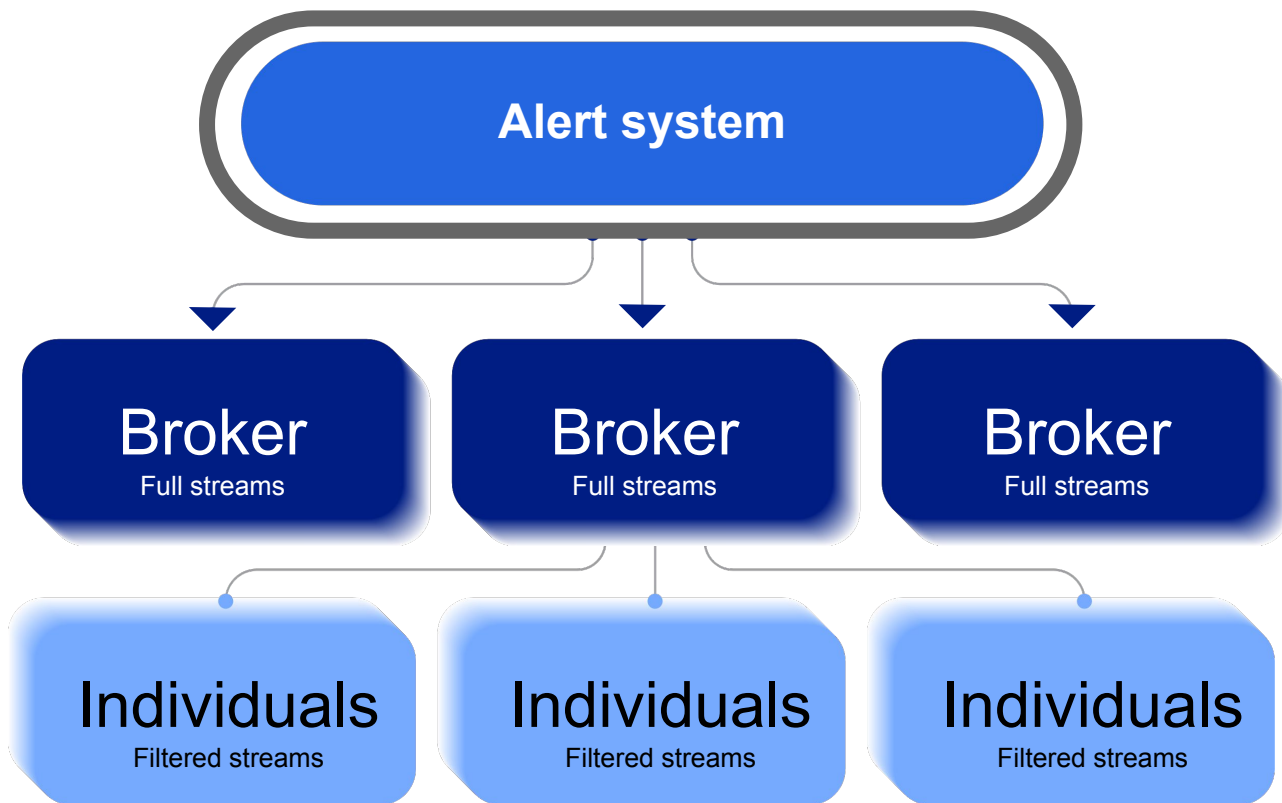 Alert system
Broker
Full streams
Broker
Full streams
Broker
Full streams
Individuals
Filtered streams
Individuals
Filtered streams
Individuals
Filtered streams